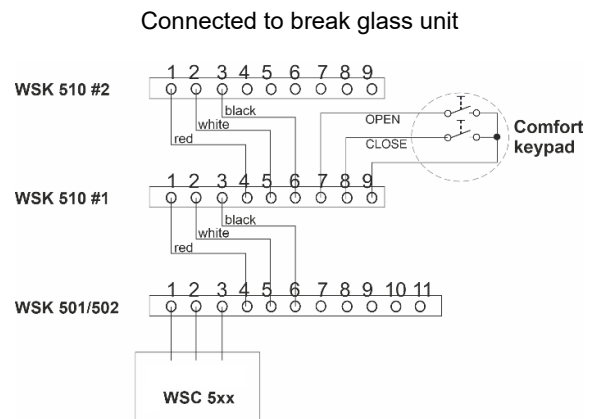 Connected to break glass unit
WSK 510 #2
1 2 3 4 5 6 7 8 9
black
white
red
OPEN
CLOSE
Comfort
keypad
WSK 510 #1
1 2 3 4 5 6 7 8 9
black
white
red
WSK 501/502
1 2 3 4 5 6 7 8 9 10 11
WSC 5xx